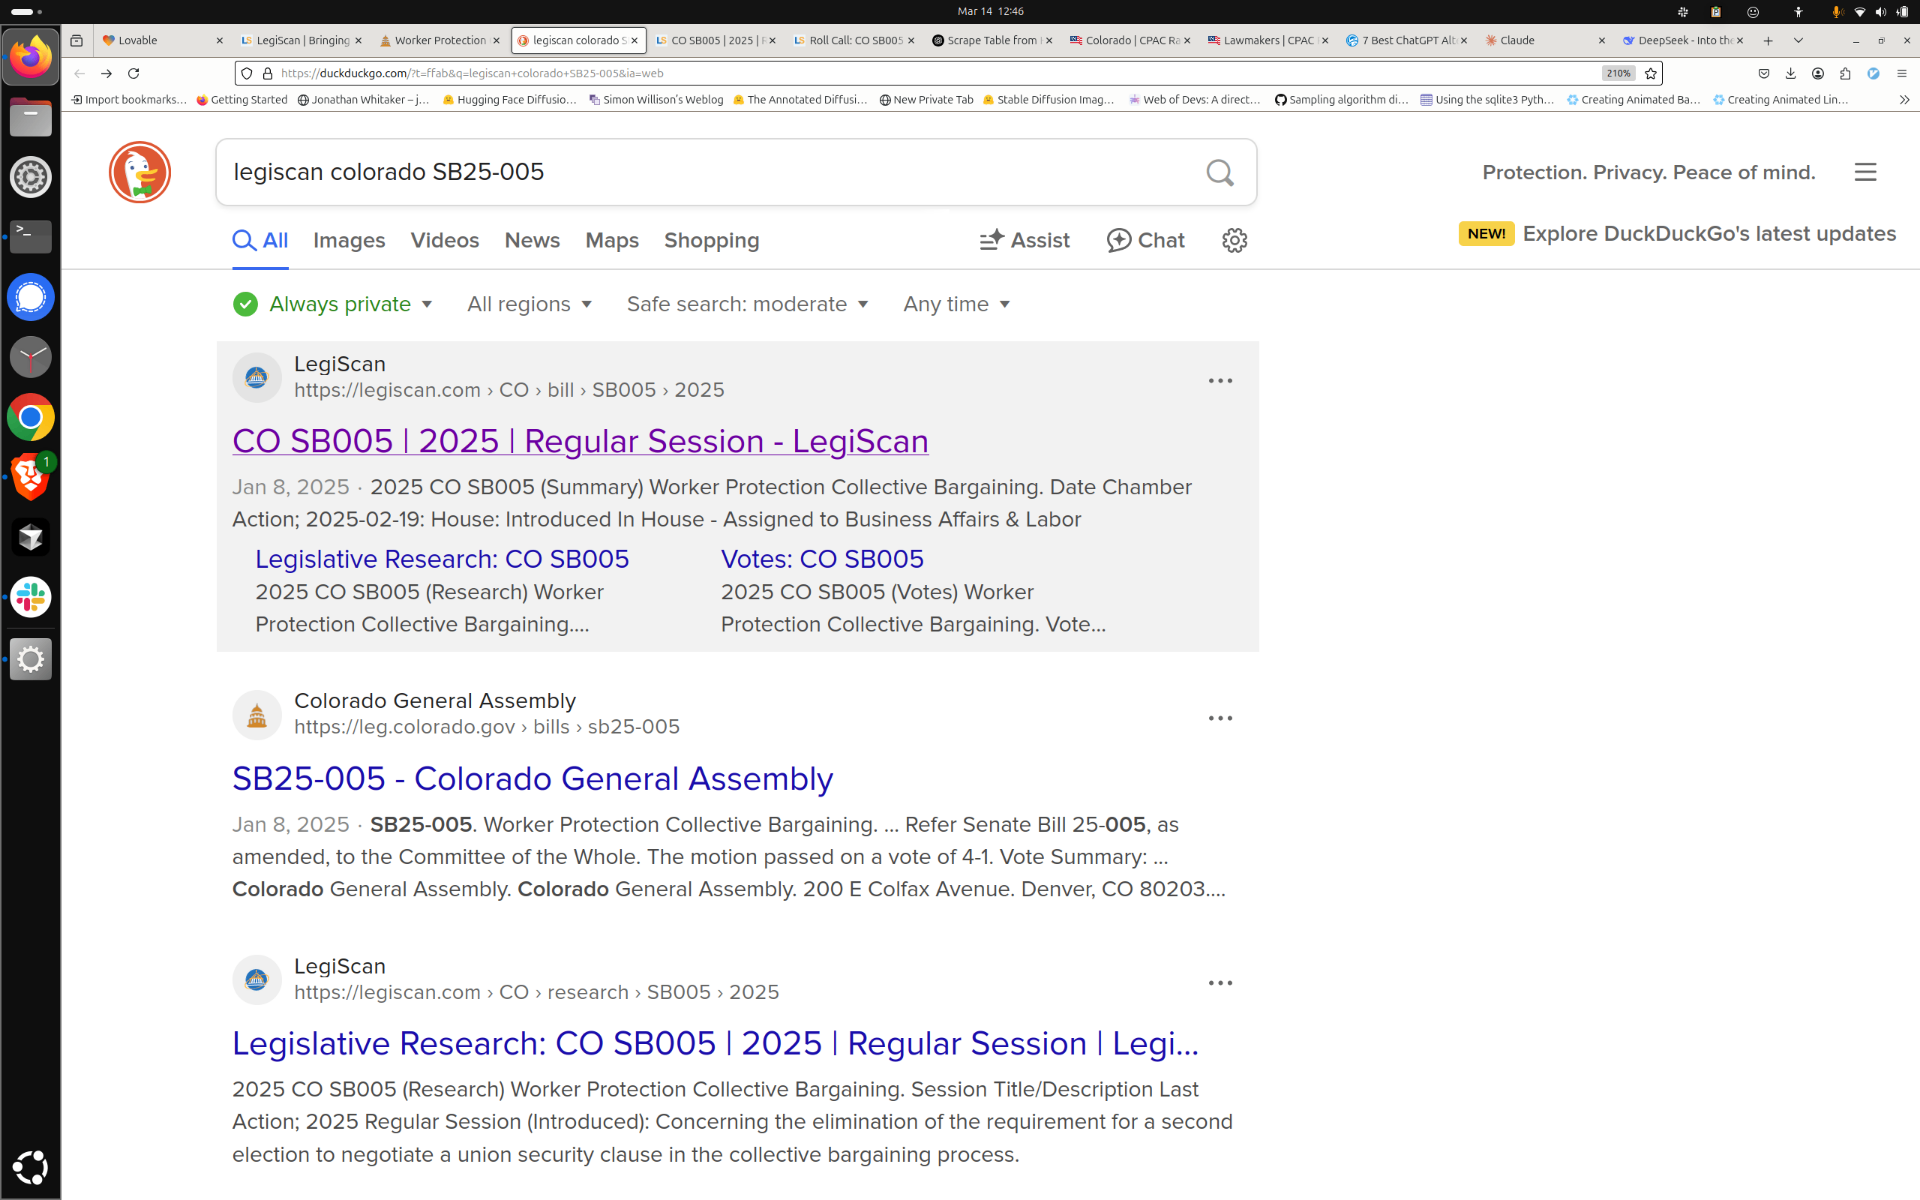 Mar 14 12:46
Lovable
LegiScan | Bringing
Worker Protection
legiscan colorado S
CO SB005 | 2025 |
Roll Call: CO SB005
Scrape Table from
Colorado | CPAC Ra
Lawmakers | CPAC
7 Best ChatGPT Alt
Claude
DeepSeek - Into the
https://duckduckgo.com/?t=ffab&q=legiscan+colorado+SB25-005&ia=web
210%
Import bookmarks...
Getting Started
Jonathan Whitaker – j...
Hugging Face Diffusio...
Simon Willison's Weblog
The Annotated Diffusi...
New Private Tab
Stable Diffusion Imag...
Web of Devs: A direct...
Sampling algorithm di...
Using the sqlite3 Pyth...
Creating Animated Ba...
Creating Animated Lin...
legiscan colorado SB25-005
Protection. Privacy. Peace of mind.
All
Images
Videos
News
Maps
Shopping
Assist
Chat
NEW! Explore DuckDuckGo's latest updates
Always private
All regions
Safe search: moderate
Any time
LegiScan
https://legiscan.com › CO › bill › SB005 › 2025
CO SB005 | 2025 | Regular Session - LegiScan
Jan 8, 2025 · 2025 CO SB005 (Summary) Worker Protection Collective Bargaining. Date Chamber
Action; 2025-02-19: House: Introduced In House - Assigned to Business Affairs & Labor
Legislative Research: CO SB005
2025 CO SB005 (Research) Worker
Protection Collective Bargaining....
Votes: CO SB005
2025 CO SB005 (Votes) Worker
Protection Collective Bargaining. Vote...
Colorado General Assembly
https://leg.colorado.gov › bills › sb25-005
SB25-005 - Colorado General Assembly
Jan 8, 2025 · SB25-005. Worker Protection Collective Bargaining. ... Refer Senate Bill 25-005, as
amended, to the Committee of the Whole. The motion passed on a vote of 4-1. Vote Summary: ...
Colorado General Assembly. Colorado General Assembly. 200 E Colfax Avenue. Denver, CO 80203....
LegiScan
https://legiscan.com › CO › research › SB005 › 2025
Legislative Research: CO SB005 | 2025 | Regular Session | Legi...
2025 CO SB005 (Research) Worker Protection Collective Bargaining. Session Title/Description Last
Action; 2025 Regular Session (Introduced): Concerning the elimination of the requirement for a second
election to negotiate a union security clause in the collective bargaining process.
1